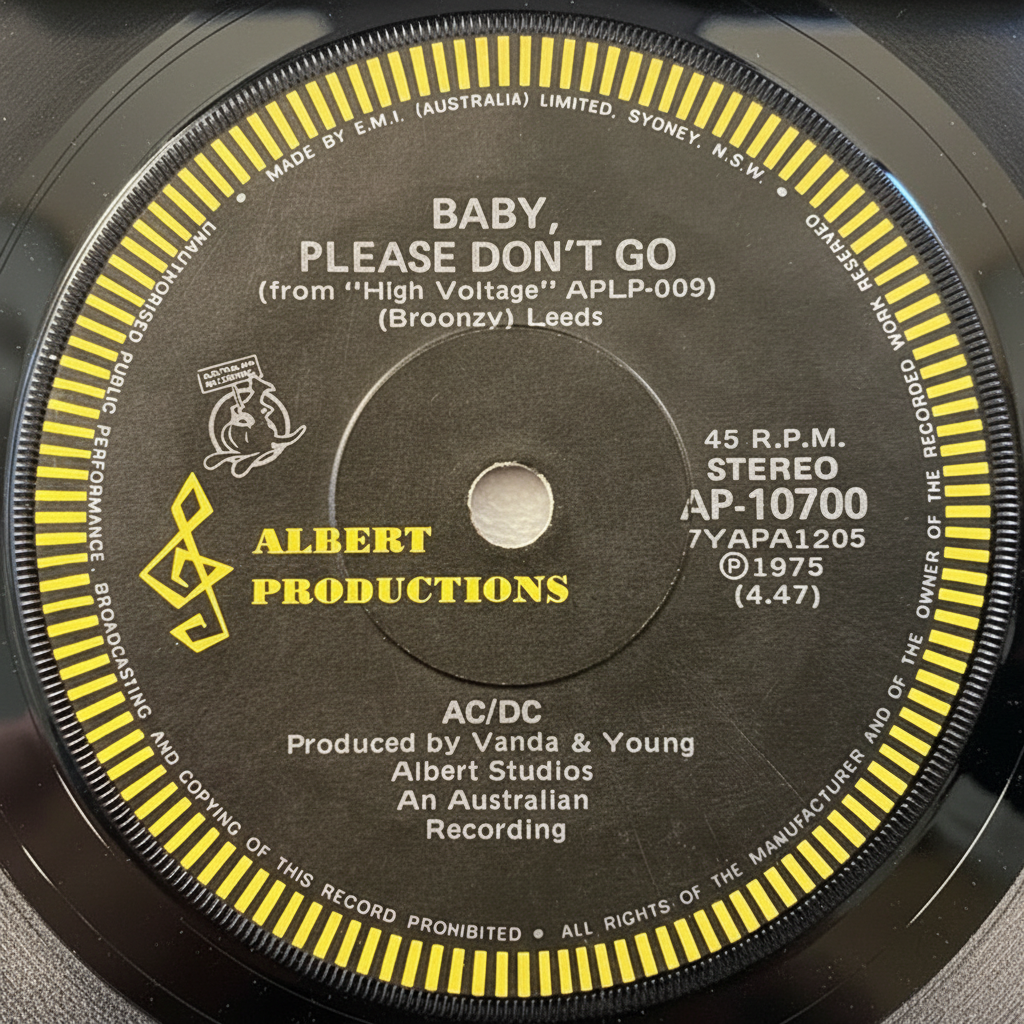 MADE BY E.M.I. (AUSTRALIA) LIMITED. SYDNEY. N.S.W.
BABY,
PLEASE DON'T GO
(from "High Voltage" APLP-009)
(Broonzy) Leeds
45 R.P.M.
STEREO
AP-10700
7YAPA1205
Ⓟ1975
(4.47)
ALBERT
PRODUCTIONS
AC/DC
Produced by Vanda & Young
Albert Studios
An Australian
Recording
UNAUTHORISED PUBLIC PERFORMANCE. BROADCASTING AND COPYING OF THIS RECORD PROHIBITED • ALL RIGHTS OF THE MANUFACTURER AND OF THE OWNER OF THE RECORDED WORK RESERVED